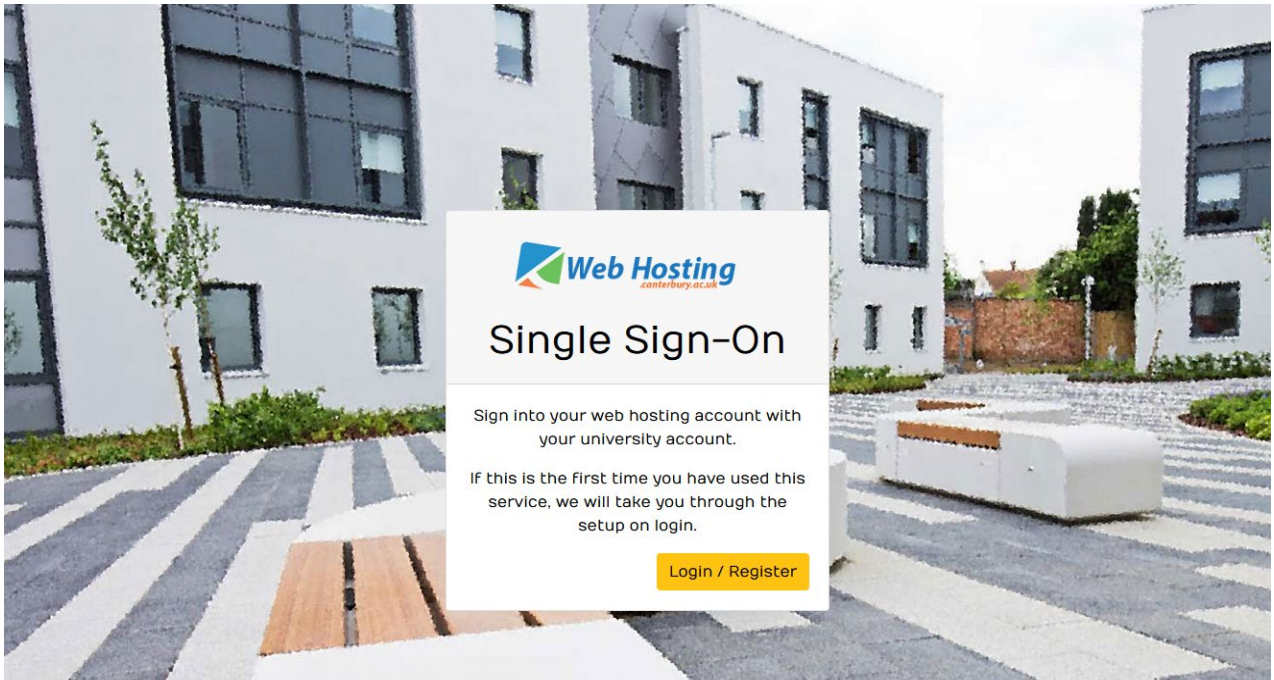 Web Hosting
.canterbury.ac.uk
Single Sign-On
Sign into your web hosting account with
your university account.
If this is the first time you have used this
service, we will take you through the
setup on login.
Login / Register